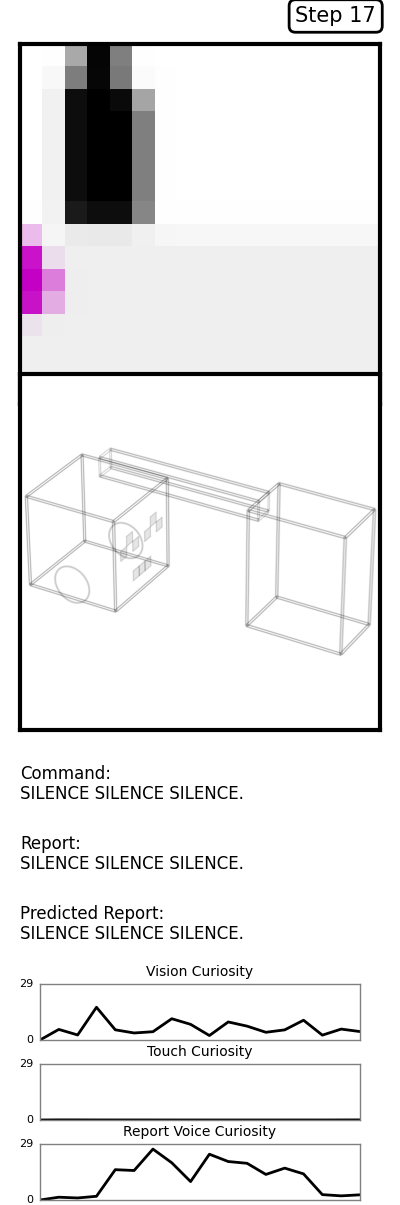 Step 17
Command:
SILENCE SILENCE SILENCE.
Report:
SILENCE SILENCE SILENCE.
Predicted Report:
SILENCE SILENCE SILENCE.
Vision Curiosity
29
0
Touch Curiosity
29
0
Report Voice Curiosity
29
0